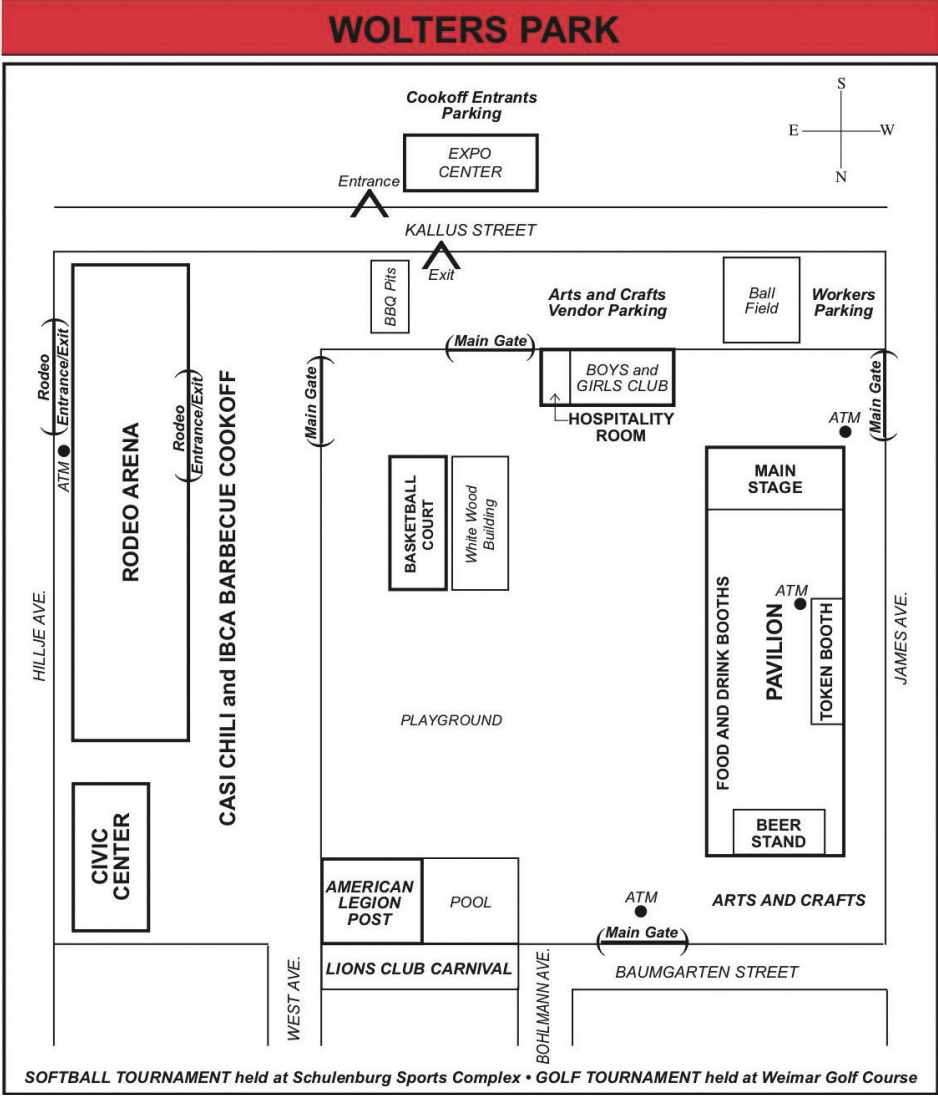 WOLTERS PARK
S
E
W
N
Cookoff Entrants
Parking
EXPO
CENTER
Entrance
KALLUS STREET
Exit
BBQ Pits
Arts and Crafts
Vendor Parking
Ball
Field
Workers
Parking
Rodeo
Entrance/Exit
(Main Gate)
(Main Gate)
(Main Gate)
BOYS and
GIRLS CLUB
HOSPITALITY
ROOM
ATM
Rodeo
Entrance/Exit
ATM
RODEO ARENA
CASI CHILI and IBCA BARBECUE COOKOFF
BASKETBALL
COURT
White Wood
Building
MAIN
STAGE
ATM
FOOD AND DRINK BOOTHS
PAVILION
TOKEN BOOTH
HILLJE AVE.
JAMES AVE.
PLAYGROUND
BEER
STAND
CIVIC
CENTER
AMERICAN
LEGION
POST
POOL
ATM
ARTS AND CRAFTS
(Main Gate)
LIONS CLUB CARNIVAL
BAUMGARTEN STREET
WEST AVE.
BOHLMANN AVE.
SOFTBALL TOURNAMENT held at Schulenburg Sports Complex • GOLF TOURNAMENT held at Weimar Golf Course